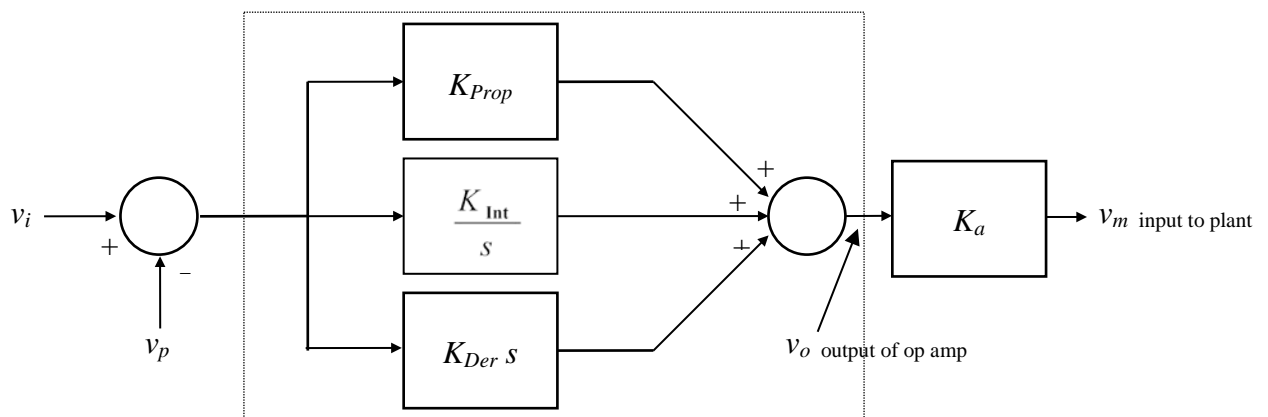 K_Prop
+
v_i
K_Int
s
+
K_a
v_m input to plant
+
−
+
v_p
K_Der s
v_o output of op amp